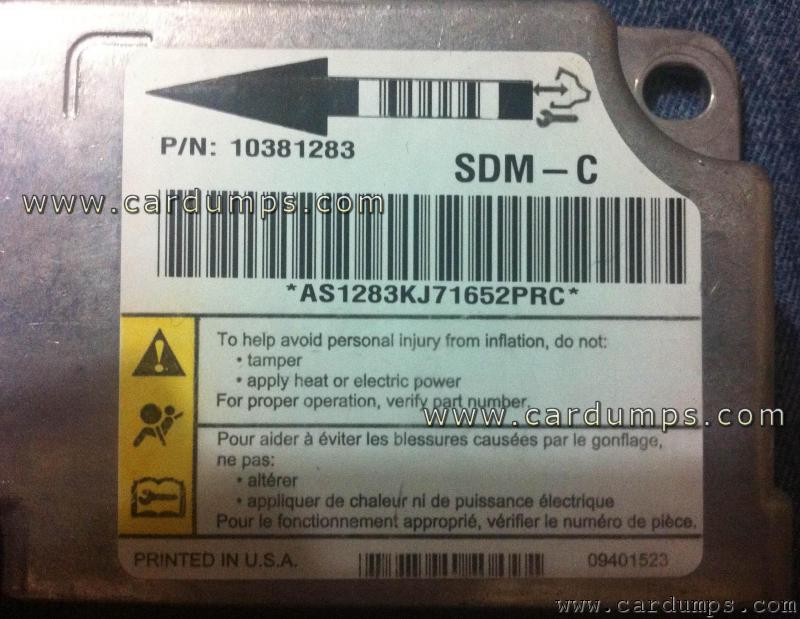 P/N: 10381283
SDM-C
www.cardumps.com
*AS1283KJ71652PRC*
To help avoid personal injury from inflation, do not:
• tamper
• apply heat or electric power
For proper operation, verify part number.
www.cardumps.com
Pour aider à éviter les blessures causées par le gonflage,
ne pas:
• altérer
• appliquer de chaleur ni de puissance électrique
Pour le fonctionnement approprié, vérifier le numéro de pièce.
PRINTED IN U.S.A.
09401523
www.cardumps.com